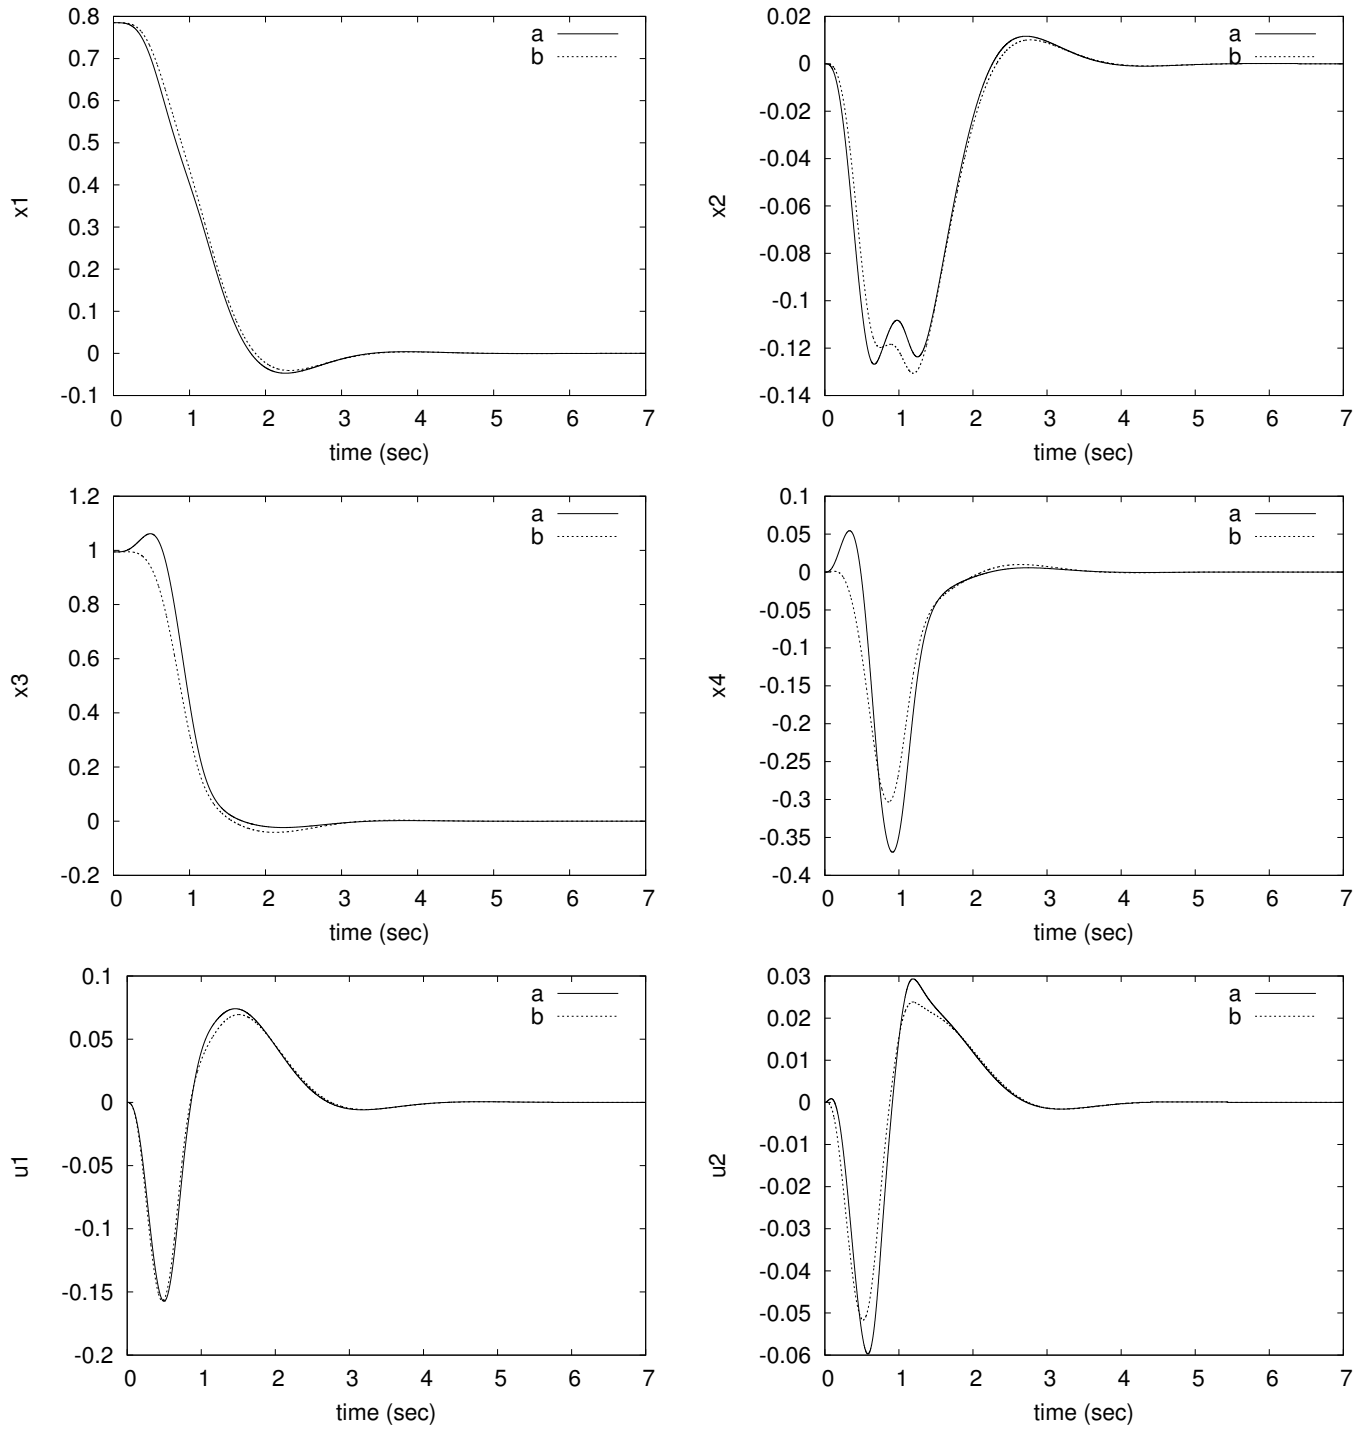 x1
0.8
0.7
0.6
0.5
0.4
0.3
0.2
0.1
0
-0.1
0 1 2 3 4 5 6 7
time (sec)
a
b
x2
0.02
0
-0.02
-0.04
-0.06
-0.08
-0.1
-0.12
-0.14
0 1 2 3 4 5 6 7
time (sec)
a
b
x3
1.2
1
0.8
0.6
0.4
0.2
0
-0.2
0 1 2 3 4 5 6 7
time (sec)
a
b
x4
0.1
0.05
0
-0.05
-0.1
-0.15
-0.2
-0.25
-0.3
-0.35
-0.4
0 1 2 3 4 5 6 7
time (sec)
a
b
u1
0.1
0.05
0
-0.05
-0.1
-0.15
-0.2
0 1 2 3 4 5 6 7
time (sec)
a
b
u2
0.03
0.02
0.01
0
-0.01
-0.02
-0.03
-0.04
-0.05
-0.06
0 1 2 3 4 5 6 7
time (sec)
a
b